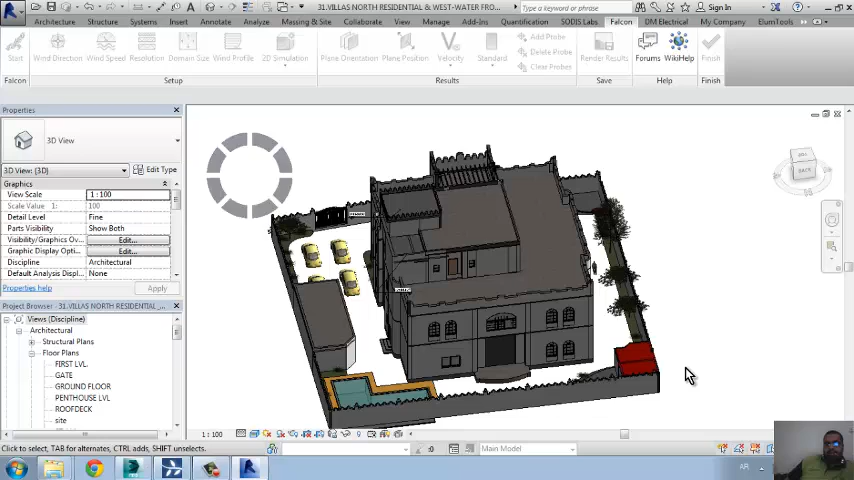 31.VILLAS NORTH RESIDENTIAL & WEST-WATER FRO...
Type a keyword or phrase
Sign In
Architecture Structure Systems Insert Annotate Analyze Massing & Site Collaborate View Manage Add-Ins Quantification SODIS Labs Falcon DM Electrical My Company ElumTools
Start Wind Direction Wind Speed Resolution Domain Size Wind Profile 2D Simulation Plane Orientation Plane Position Add Probe Delete Probe Clear Probes Velocity Standard Render Results Forums WikiHelp Finish
Falcon Setup Results Save Help Finish
Properties
3D View
3D View: {3D} Edit Type
Graphics
View Scale 1 : 100
Scale Value 1: 100
Detail Level Fine
Parts Visibility Show Both
Visibility/Graphics Ov... Edit...
Graphic Display Opti... Edit...
Discipline Architectural
Default Analysis Displ... None
Properties help Apply
Project Browser - 31.VILLAS NORTH RESIDENTIAL _...
Views (Discipline)
Architectural
Structural Plans
Floor Plans
FIRST LVL.
GATE
GROUND FLOOR
PENTHOUSE LVL
ROOFDECK
site
BACK
1 : 100
Click to select, TAB for alternates, CTRL adds, SHIFT unselects.
:0
Main Model
AR